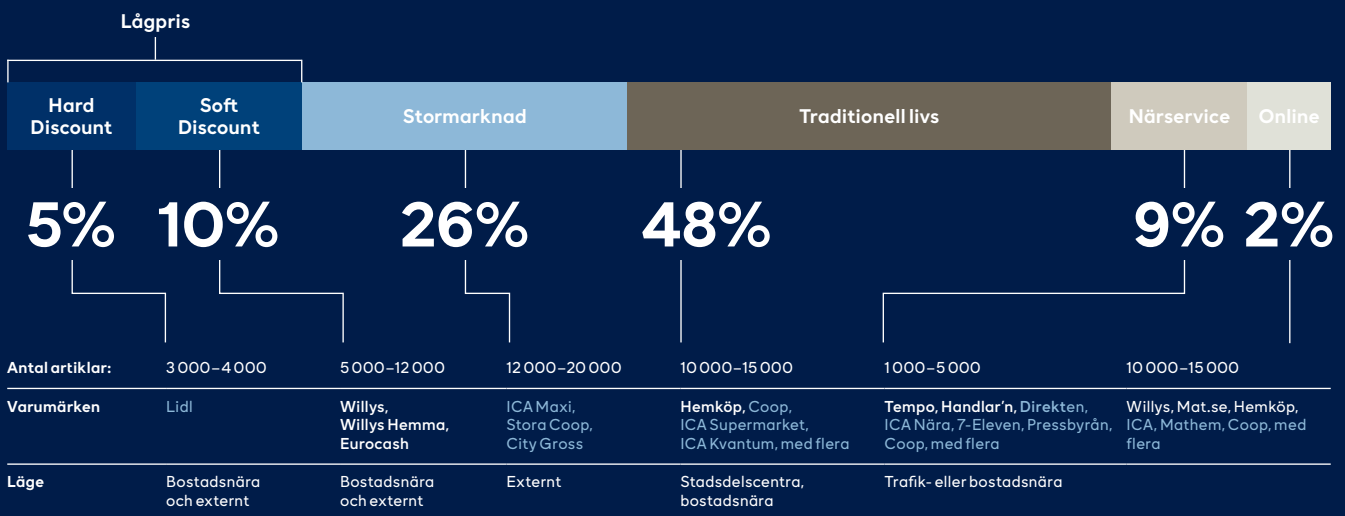 Lågpris
Hard
Discount
Soft
Discount
Stormarknad
Traditionell livs
Närservice
Online
5%
10%
26%
48%
9%
2%
Antal artiklar:
3 000–4 000
5 000–12 000
12 000–20 000
10 000–15 000
1 000–5 000
10 000–15 000
Varumärken
Lidl
Willys,
Willys Hemma,
Eurocash
ICA Maxi,
Stora Coop,
City Gross
Hemköp, Coop,
ICA Supermarket,
ICA Kvantum, med flera
Tempo, Handlar’n, Direkten,
ICA Nära, 7-Eleven, Pressbyrån,
Coop, med flera
Willys, Mat.se, Hemköp,
ICA, Mathem, Coop, med
flera
Läge
Bostadsnära
och externt
Bostadsnära
och externt
Externt
Stadsdelscentra,
bostadsnära
Trafik- eller bostadsnära